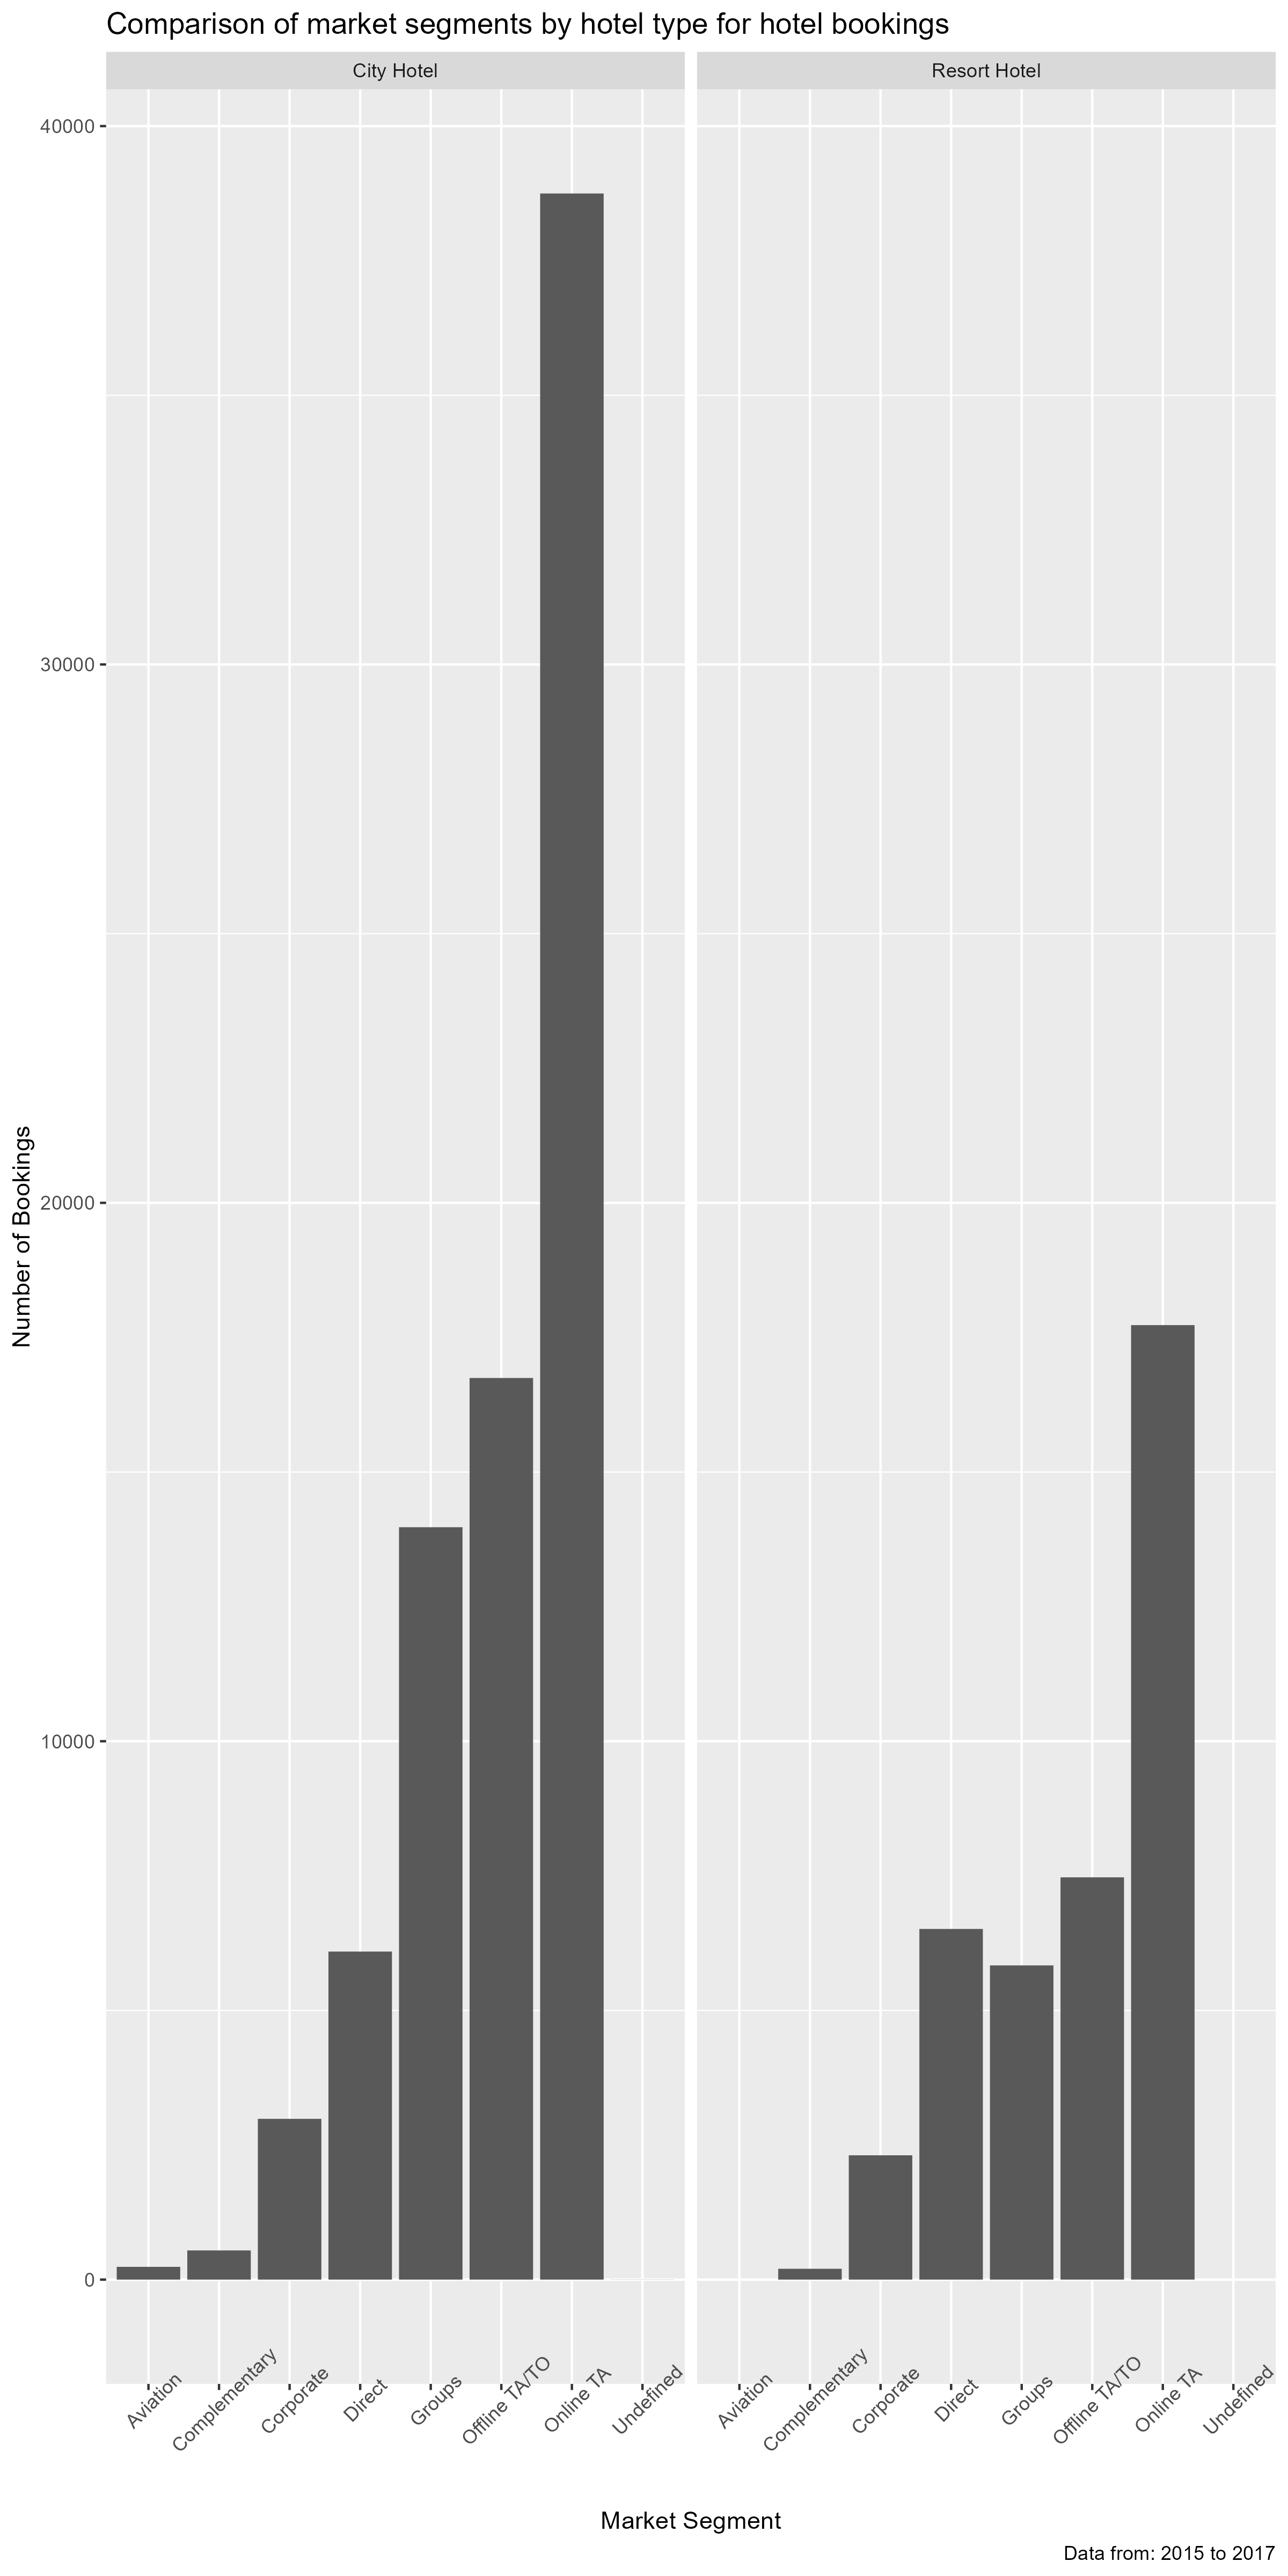 Comparison of market segments by hotel type for hotel bookings
City Hotel
Resort Hotel
Number of Bookings
40000
30000
20000
10000
0
Aviation
Complementary
Corporate
Direct
Groups
Offline TA/TO
Online TA
Undefined
Aviation
Complementary
Corporate
Direct
Groups
Offline TA/TO
Online TA
Undefined
Market Segment
Data from: 2015 to 2017